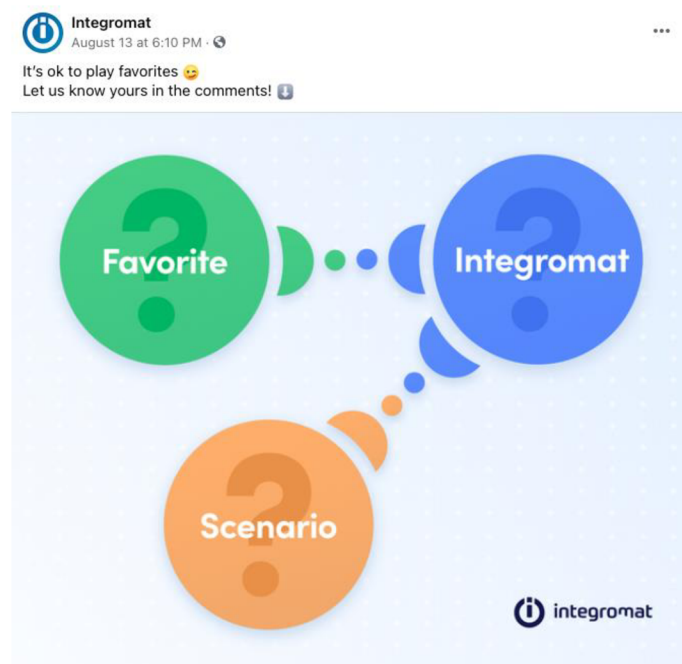 Integromat
August 13 at 6:10 PM ·
It's ok to play favorites 😜
Let us know yours in the comments! ⬇️
Favorite
Integromat
Scenario
integromat